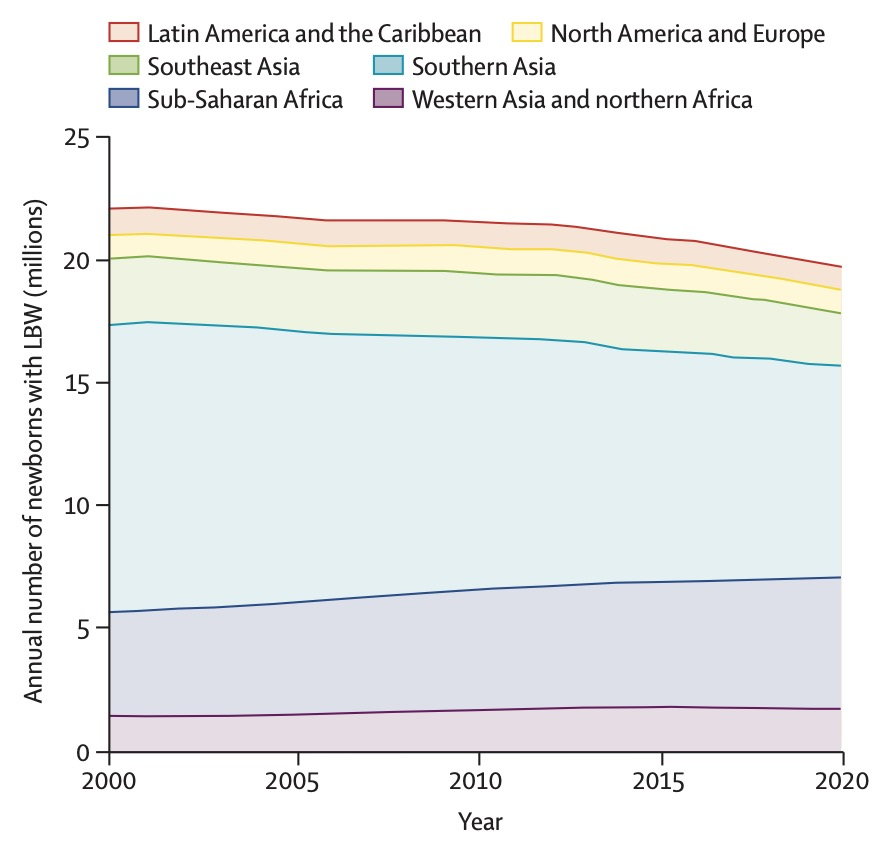 Latin America and the Caribbean North America and Europe
Southeast Asia Southern Asia
Sub-Saharan Africa Western Asia and northern Africa
Annual number of newborns with LBW (millions)
25
20
15
10
5
0
2000 2005 2010 2015 2020
Year